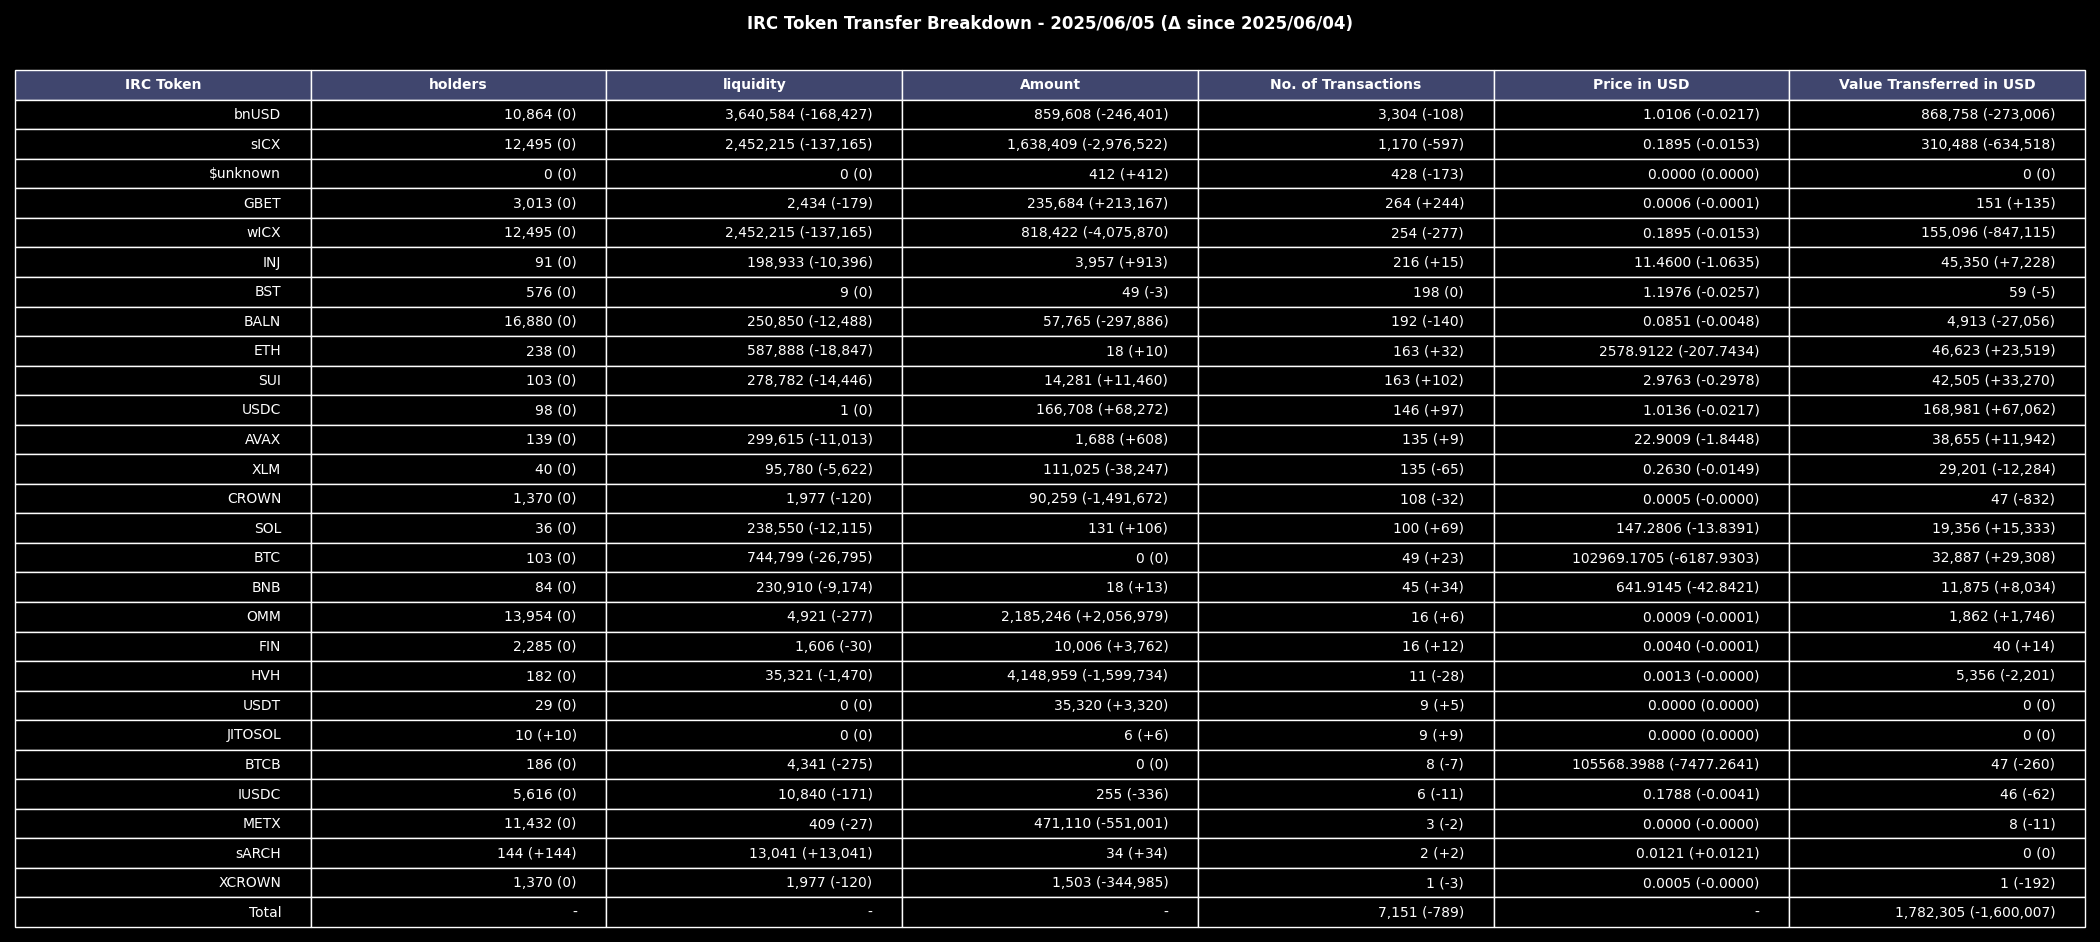 IRC Token Transfer Breakdown - 2025/06/05 (Δ since 2025/06/04)
IRC Token holders liquidity Amount No. of Transactions Price in USD Value Transferred in USD
bnUSD 10,864 (0) 3,640,584 (-168,427) 859,608 (-246,401) 3,304 (-108) 1.0106 (-0.0217) 868,758 (-273,006)
sICX 12,495 (0) 2,452,215 (-137,165) 1,638,409 (-2,976,522) 1,170 (-597) 0.1895 (-0.0153) 310,488 (-634,518)
$unknown 0 (0) 0 (0) 412 (+412) 428 (-173) 0.0000 (0.0000) 0 (0)
GBET 3,013 (0) 2,434 (-179) 235,684 (+213,167) 264 (+244) 0.0006 (-0.0001) 151 (+135)
wICX 12,495 (0) 2,452,215 (-137,165) 818,422 (-4,075,870) 254 (-277) 0.1895 (-0.0153) 155,096 (-847,115)
INJ 91 (0) 198,933 (-10,396) 3,957 (+913) 216 (+15) 11.4600 (-1.0635) 45,350 (+7,228)
BST 576 (0) 9 (0) 49 (-3) 198 (0) 1.1976 (-0.0257) 59 (-5)
BALN 16,880 (0) 250,850 (-12,488) 57,765 (-297,886) 192 (-140) 0.0851 (-0.0048) 4,913 (-27,056)
ETH 238 (0) 587,888 (-18,847) 18 (+10) 163 (+32) 2578.9122 (-207.7434) 46,623 (+23,519)
SUI 103 (0) 278,782 (-14,446) 14,281 (+11,460) 163 (+102) 2.9763 (-0.2978) 42,505 (+33,270)
USDC 98 (0) 1 (0) 166,708 (+68,272) 146 (+97) 1.0136 (-0.0217) 168,981 (+67,062)
AVAX 139 (0) 299,615 (-11,013) 1,688 (+608) 135 (+9) 22.9009 (-1.8448) 38,655 (+11,942)
XLM 40 (0) 95,780 (-5,622) 111,025 (-38,247) 135 (-65) 0.2630 (-0.0149) 29,201 (-12,284)
CROWN 1,370 (0) 1,977 (-120) 90,259 (-1,491,672) 108 (-32) 0.0005 (-0.0000) 47 (-832)
SOL 36 (0) 238,550 (-12,115) 131 (+106) 100 (+69) 147.2806 (-13.8391) 19,356 (+15,333)
BTC 103 (0) 744,799 (-26,795) 0 (0) 49 (+23) 102969.1705 (-6187.9303) 32,887 (+29,308)
BNB 84 (0) 230,910 (-9,174) 18 (+13) 45 (+34) 641.9145 (-42.8421) 11,875 (+8,034)
OMM 13,954 (0) 4,921 (-277) 2,185,246 (+2,056,979) 16 (+6) 0.0009 (-0.0001) 1,862 (+1,746)
FIN 2,285 (0) 1,606 (-30) 10,006 (+3,762) 16 (+12) 0.0040 (-0.0001) 40 (+14)
HVH 182 (0) 35,321 (-1,470) 4,148,959 (-1,599,734) 11 (-28) 0.0013 (-0.0000) 5,356 (-2,201)
USDT 29 (0) 0 (0) 35,320 (+3,320) 9 (+5) 0.0000 (0.0000) 0 (0)
JITOSOL 10 (+10) 0 (0) 6 (+6) 9 (+9) 0.0000 (0.0000) 0 (0)
BTCB 186 (0) 4,341 (-275) 0 (0) 8 (-7) 105568.3988 (-7477.2641) 47 (-260)
IUSDC 5,616 (0) 10,840 (-171) 255 (-336) 6 (-11) 0.1788 (-0.0041) 46 (-62)
METX 11,432 (0) 409 (-27) 471,110 (-551,001) 3 (-2) 0.0000 (-0.0000) 8 (-11)
sARCH 144 (+144) 13,041 (+13,041) 34 (+34) 2 (+2) 0.0121 (+0.0121) 0 (0)
XCROWN 1,370 (0) 1,977 (-120) 1,503 (-344,985) 1 (-3) 0.0005 (-0.0000) 1 (-192)
Total - - - 7,151 (-789) - 1,782,305 (-1,600,007)